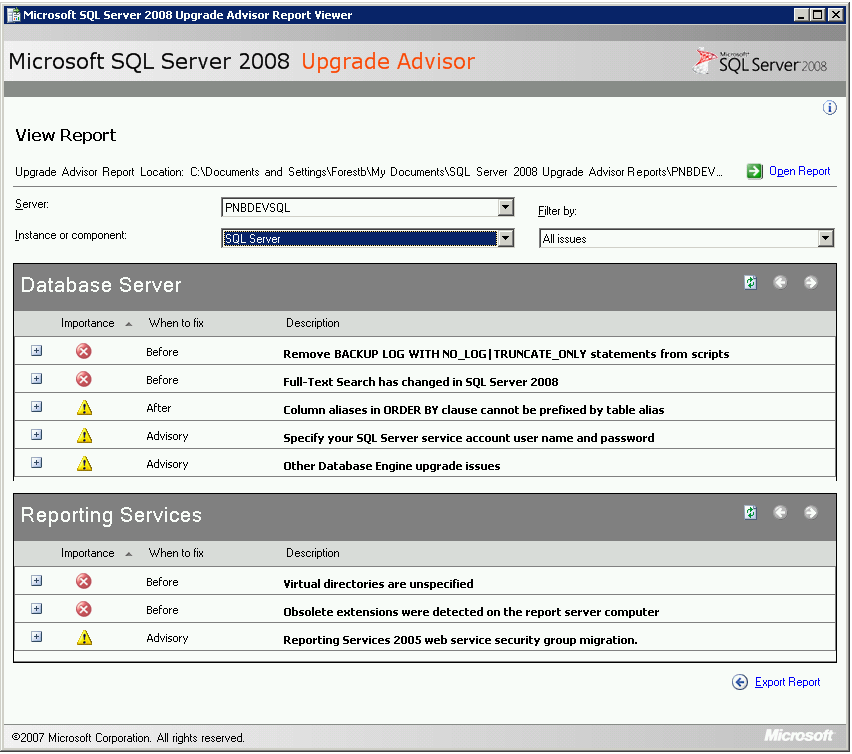 Microsoft SQL Server 2008 Upgrade Advisor Report Viewer
Microsoft SQL Server 2008 Upgrade Advisor
Microsoft SQL Server 2008
View Report
Upgrade Advisor Report Location: C:\Documents and Settings\Forestb\My Documents\SQL Server 2008 Upgrade Advisor Reports\PNBDEV...
Open Report
Server:
PNBDEVSQL
Filter by:
Instance or component:
SQL Server
All issues
Database Server
Importance When to fix Description
Before Remove BACKUP LOG WITH NO_LOG|TRUNCATE_ONLY statements from scripts
Before Full-Text Search has changed in SQL Server 2008
After Column aliases in ORDER BY clause cannot be prefixed by table alias
Advisory Specify your SQL Server service account user name and password
Advisory Other Database Engine upgrade issues
Reporting Services
Importance When to fix Description
Before Virtual directories are unspecified
Before Obsolete extensions were detected on the report server computer
Advisory Reporting Services 2005 web service security group migration.
Export Report
©2007 Microsoft Corporation. All rights reserved.
Microsoft